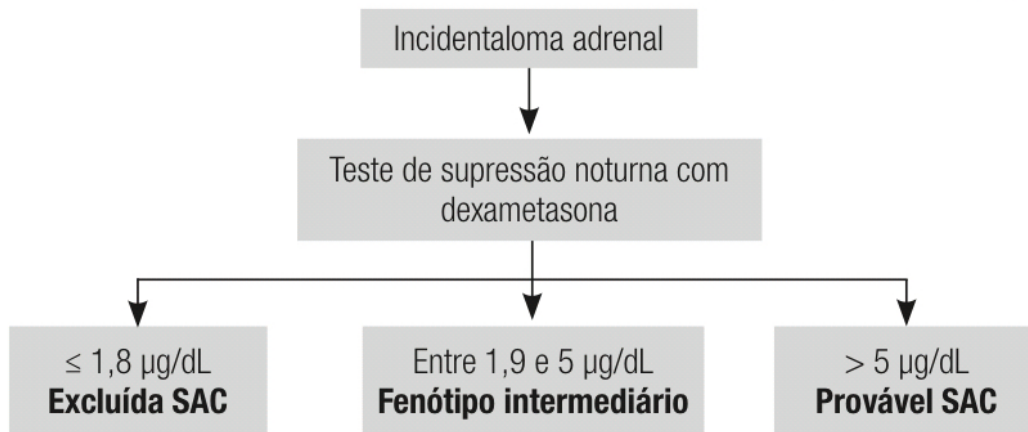 Incidentaloma adrenal
Teste de supressão noturna com
dexametasona
≤ 1,8 µg/dL
Excluída SAC
Entre 1,9 e 5 µg/dL
Fenótipo intermediário
> 5 µg/dL
Provável SAC